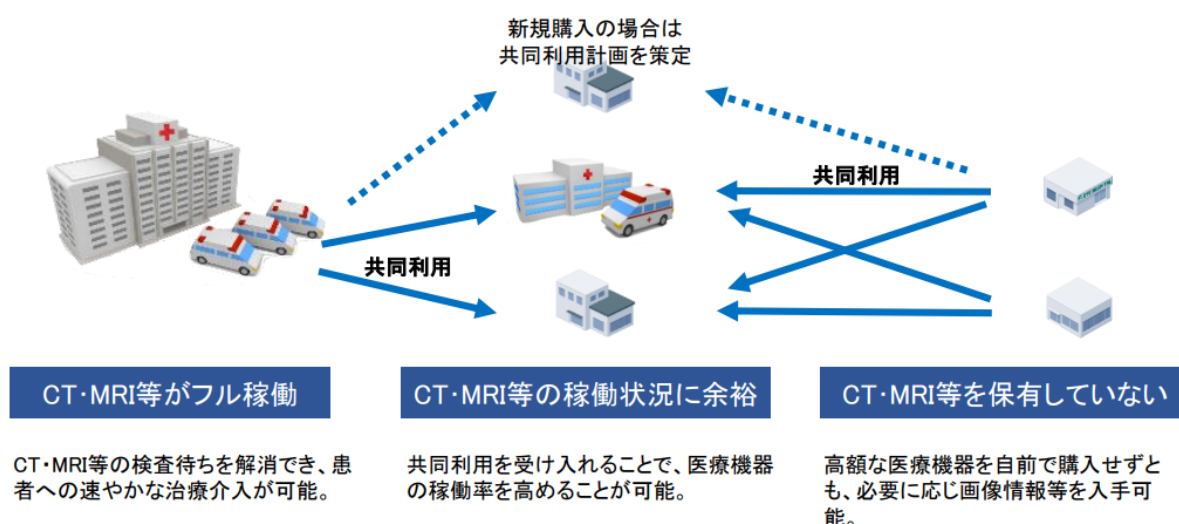 新規購入の場合は
共同利用計画を策定
共同利用
共同利用
CT・MRI等がフル稼働
CT・MRI等の稼働状況に余裕
CT・MRI等を保有していない
CT・MRI等の検査待ちを解消でき、患
者への速やかな治療介入が可能。
共同利用を受け入れることで、医療機器
の稼働率を高めることが可能。
高額な医療機器を自前で購入せずと
も、必要に応じ画像情報等を入手可
能。